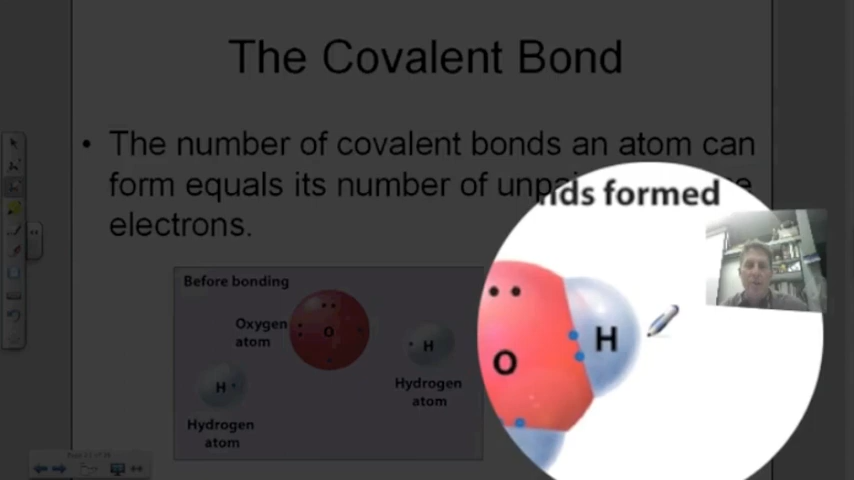 The Covalent Bond
• The number of covalent bonds an atom can
form equals its number of
electrons.
nds formed
Before bonding
Oxygen
atom
O
H
Hydrogen
atom
H
Hydrogen
atom
O
H